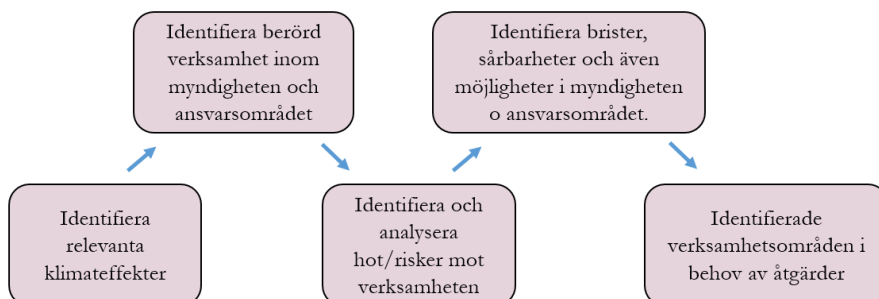 Identifiera berörd
verksamhet inom
myndigheten och
ansvarsområdet
Identifiera brister,
sårbarheter och även
möjligheter i myndigheten
o ansvarsområdet.
Identifiera
relevanta
klimateffekter
Identifiera och
analysera
hot/risker mot
verksamheten
Identifierade
verksamhetsområden i
behov av åtgärder